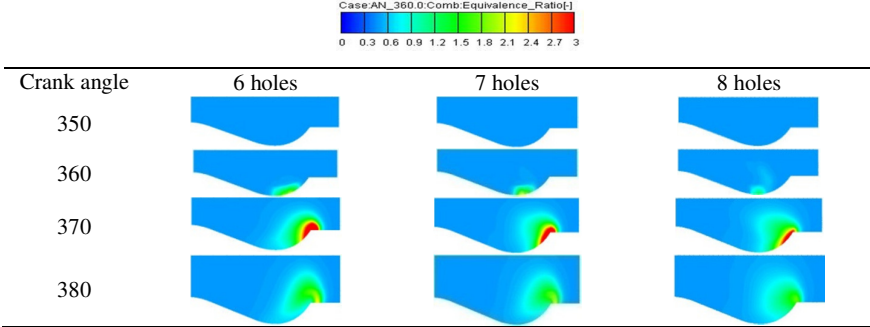 Case:AN_360.0:Comb:Equivalence_Ratio[-]
0 0.3 0.6 0.9 1.2 1.5 1.8 2.1 2.4 2.7 3
Crank angle 6 holes 7 holes 8 holes
350
360
370
380